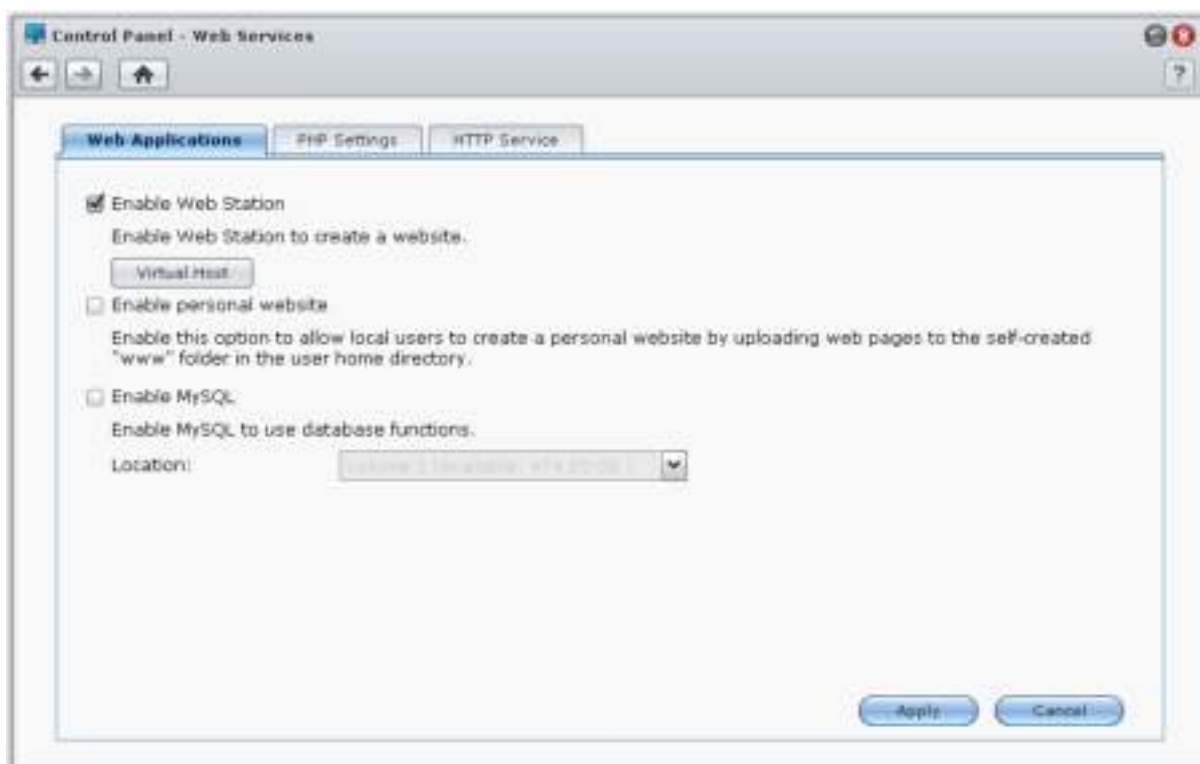 Control Panel - Web Services
?
Web Applications
PHP Settings
HTTP Service
Enable Web Station
Enable Web Station to create a website.
Virtual Host
Enable personal website
Enable this option to allow local users to create a personal website by uploading web pages to the self-created
"www" folder in the user home directory.
Enable MySQL
Enable MySQL to use database functions.
Location:
Apply
Cancel